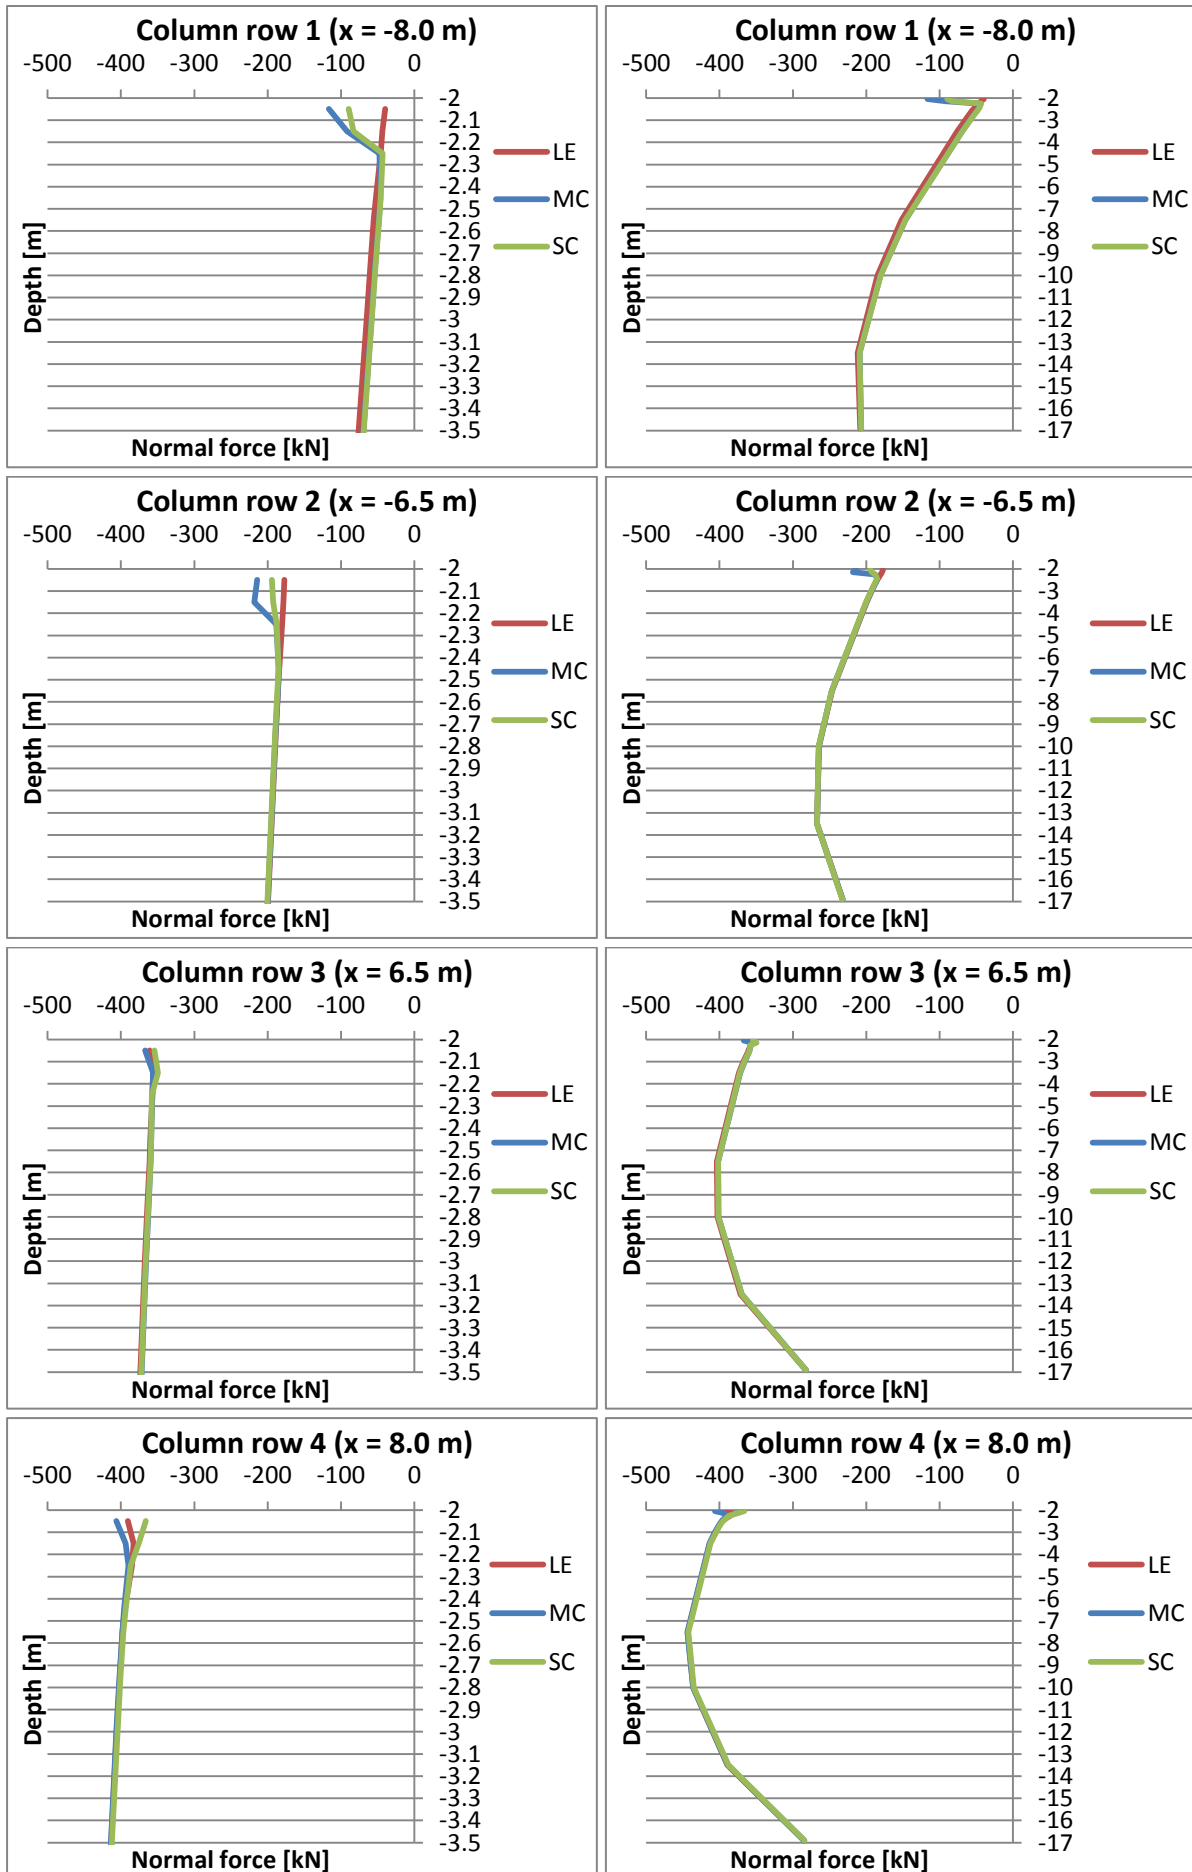 Column row 1 (x = -8.0 m)
-500 -400 -300 -200 -100 0
-2
-2.1
-2.2
-2.3
-2.4
-2.5
-2.6
-2.7
-2.8
-2.9
-3
-3.1
-3.2
-3.3
-3.4
-3.5
LE
MC
SC
Depth [m]
Normal force [kN]
Column row 1 (x = -8.0 m)
-500 -400 -300 -200 -100 0
-2
-3
-4
-5
-6
-7
-8
-9
-10
-11
-12
-13
-14
-15
-16
-17
LE
MC
SC
Depth [m]
Normal force [kN]
Column row 2 (x = -6.5 m)
-500 -400 -300 -200 -100 0
-2
-2.1
-2.2
-2.3
-2.4
-2.5
-2.6
-2.7
-2.8
-2.9
-3
-3.1
-3.2
-3.3
-3.4
-3.5
LE
MC
SC
Depth [m]
Normal force [kN]
Column row 2 (x = -6.5 m)
-500 -400 -300 -200 -100 0
-2
-3
-4
-5
-6
-7
-8
-9
-10
-11
-12
-13
-14
-15
-16
-17
LE
MC
SC
Depth [m]
Normal force [kN]
Column row 3 (x = 6.5 m)
-500 -400 -300 -200 -100 0
-2
-2.1
-2.2
-2.3
-2.4
-2.5
-2.6
-2.7
-2.8
-2.9
-3
-3.1
-3.2
-3.3
-3.4
-3.5
LE
MC
SC
Depth [m]
Normal force [kN]
Column row 3 (x = 6.5 m)
-500 -400 -300 -200 -100 0
-2
-3
-4
-5
-6
-7
-8
-9
-10
-11
-12
-13
-14
-15
-16
-17
LE
MC
SC
Depth [m]
Normal force [kN]
Column row 4 (x = 8.0 m)
-500 -400 -300 -200 -100 0
-2
-2.1
-2.2
-2.3
-2.4
-2.5
-2.6
-2.7
-2.8
-2.9
-3
-3.1
-3.2
-3.3
-3.4
-3.5
LE
MC
SC
Depth [m]
Normal force [kN]
Column row 4 (x = 8.0 m)
-500 -400 -300 -200 -100 0
-2
-3
-4
-5
-6
-7
-8
-9
-10
-11
-12
-13
-14
-15
-16
-17
LE
MC
SC
Depth [m]
Normal force [kN]